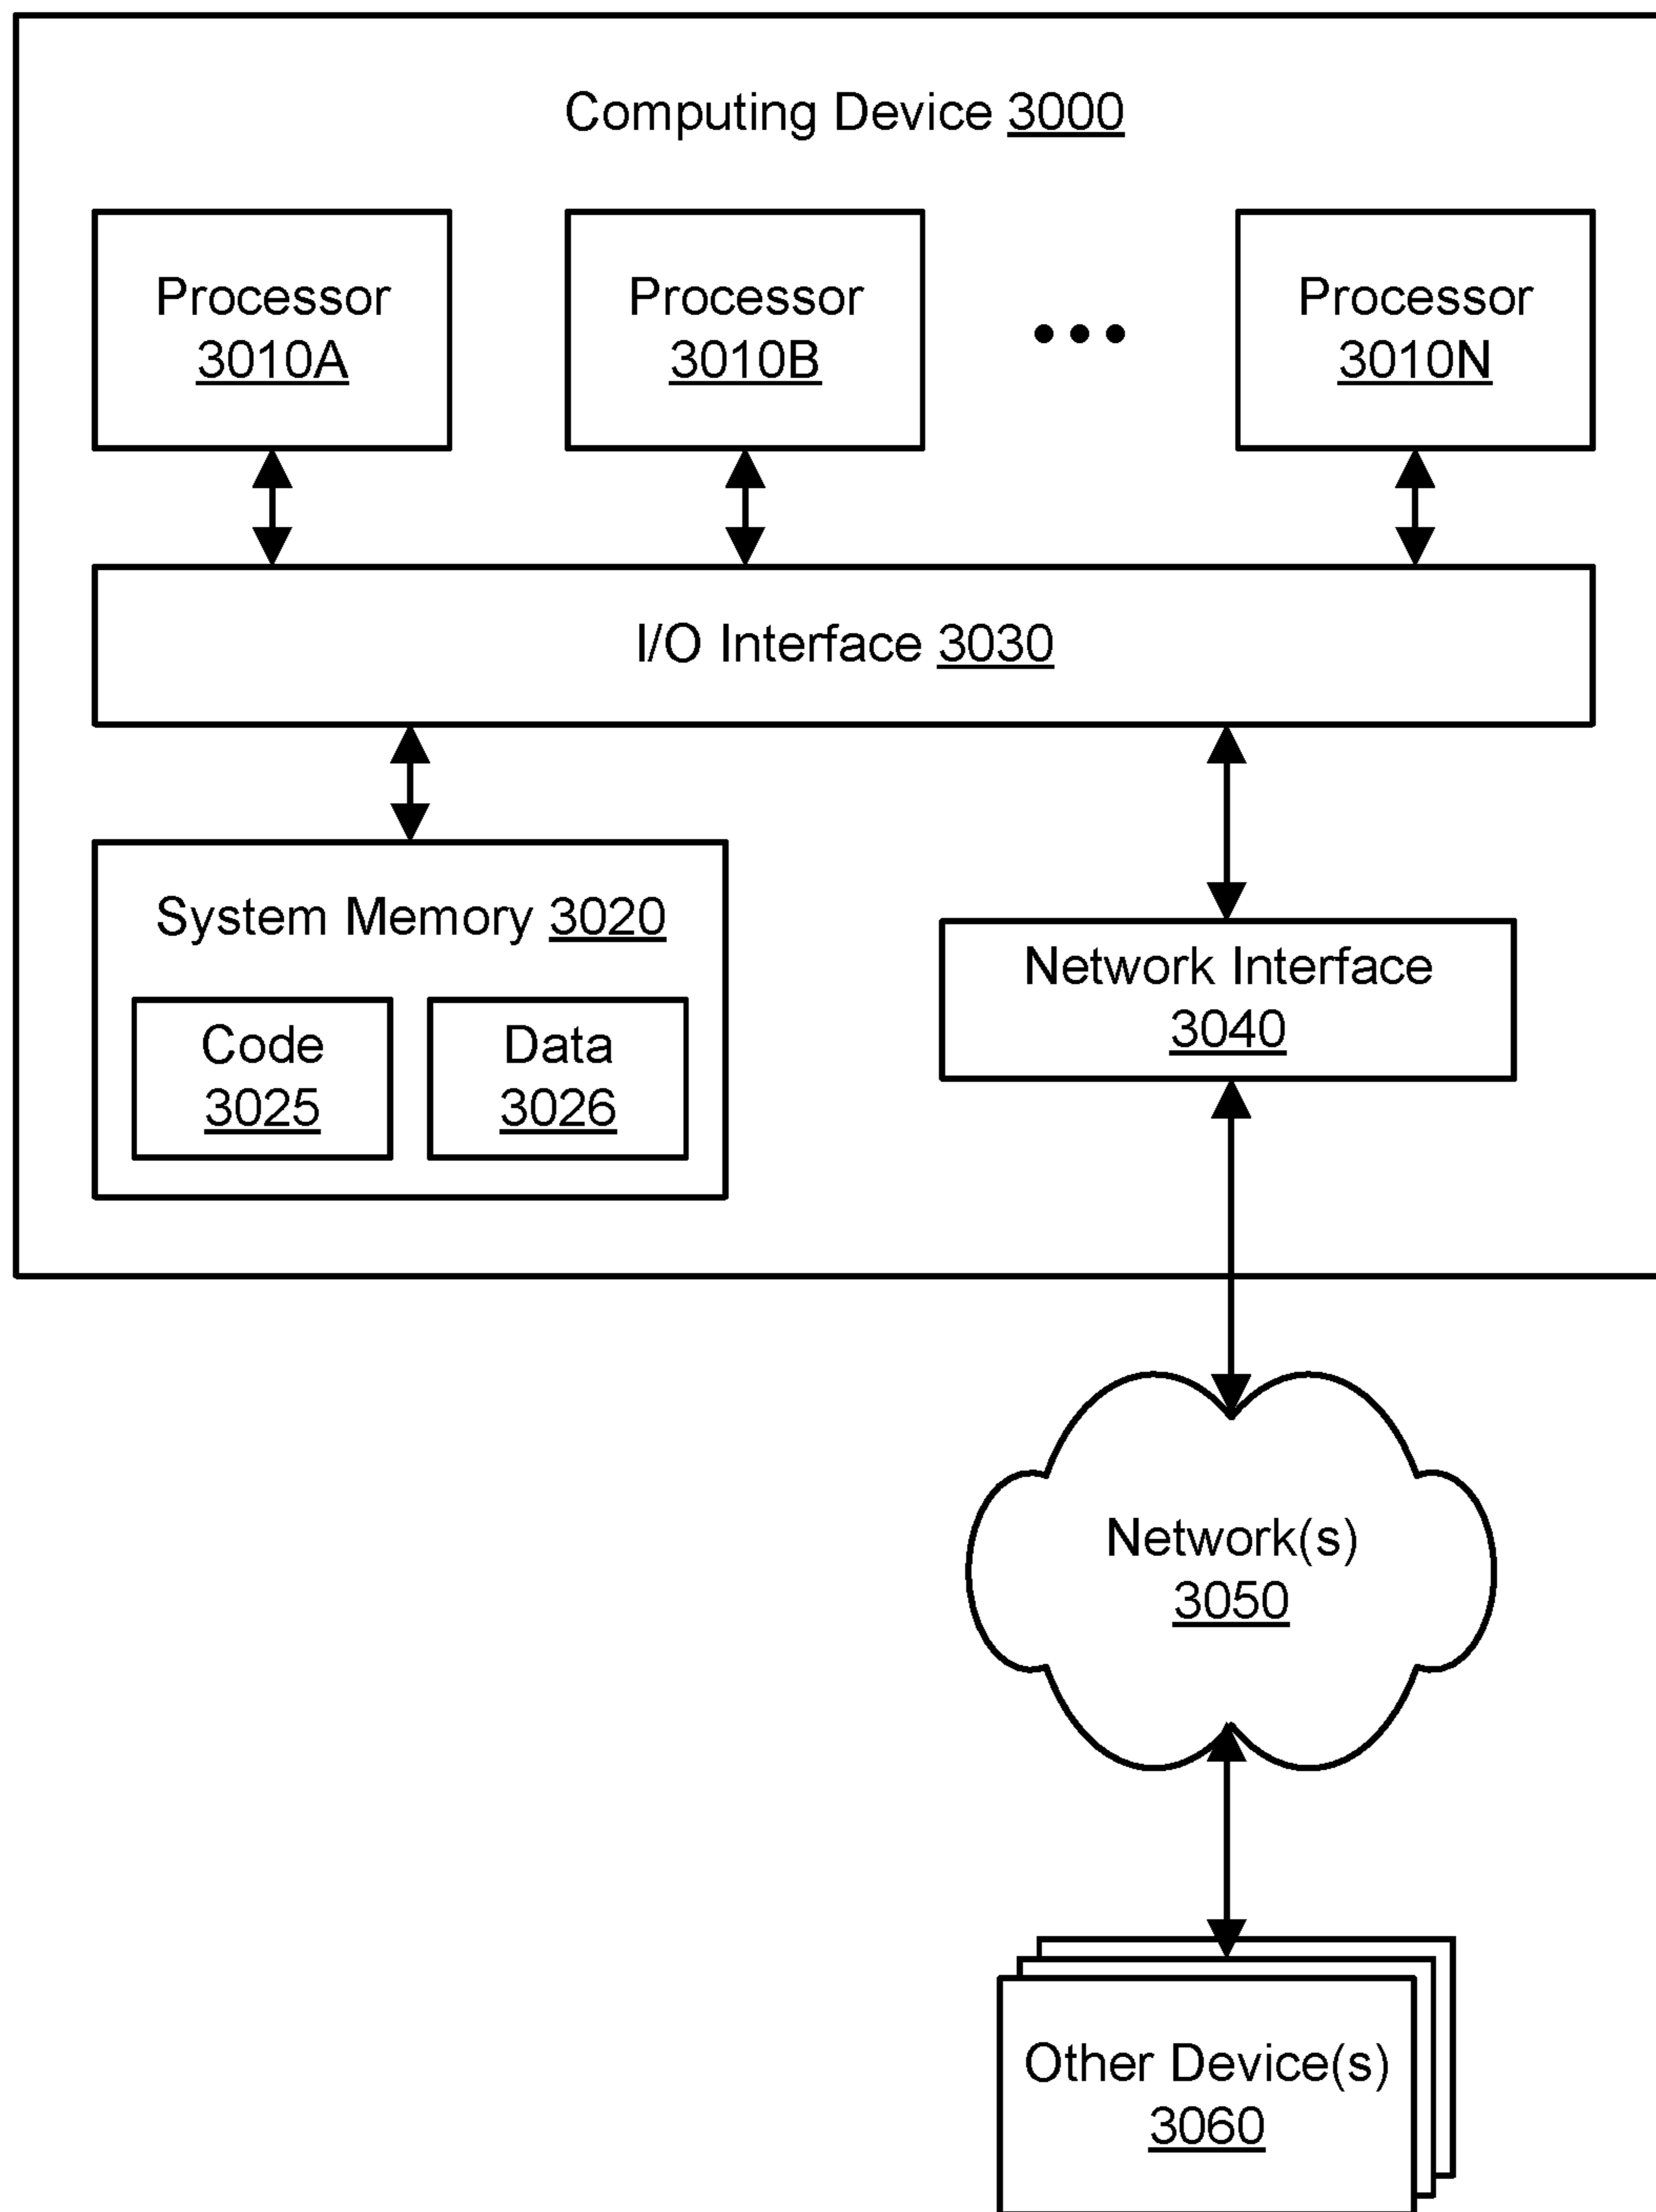 Computing Device 3000
Processor
3010A
Processor
3010B
Processor
3010N
I/O Interface 3030
System Memory 3020
Code
3025
Data
3026
Network Interface
3040
Network(s)
3050
Other Device(s)
3060